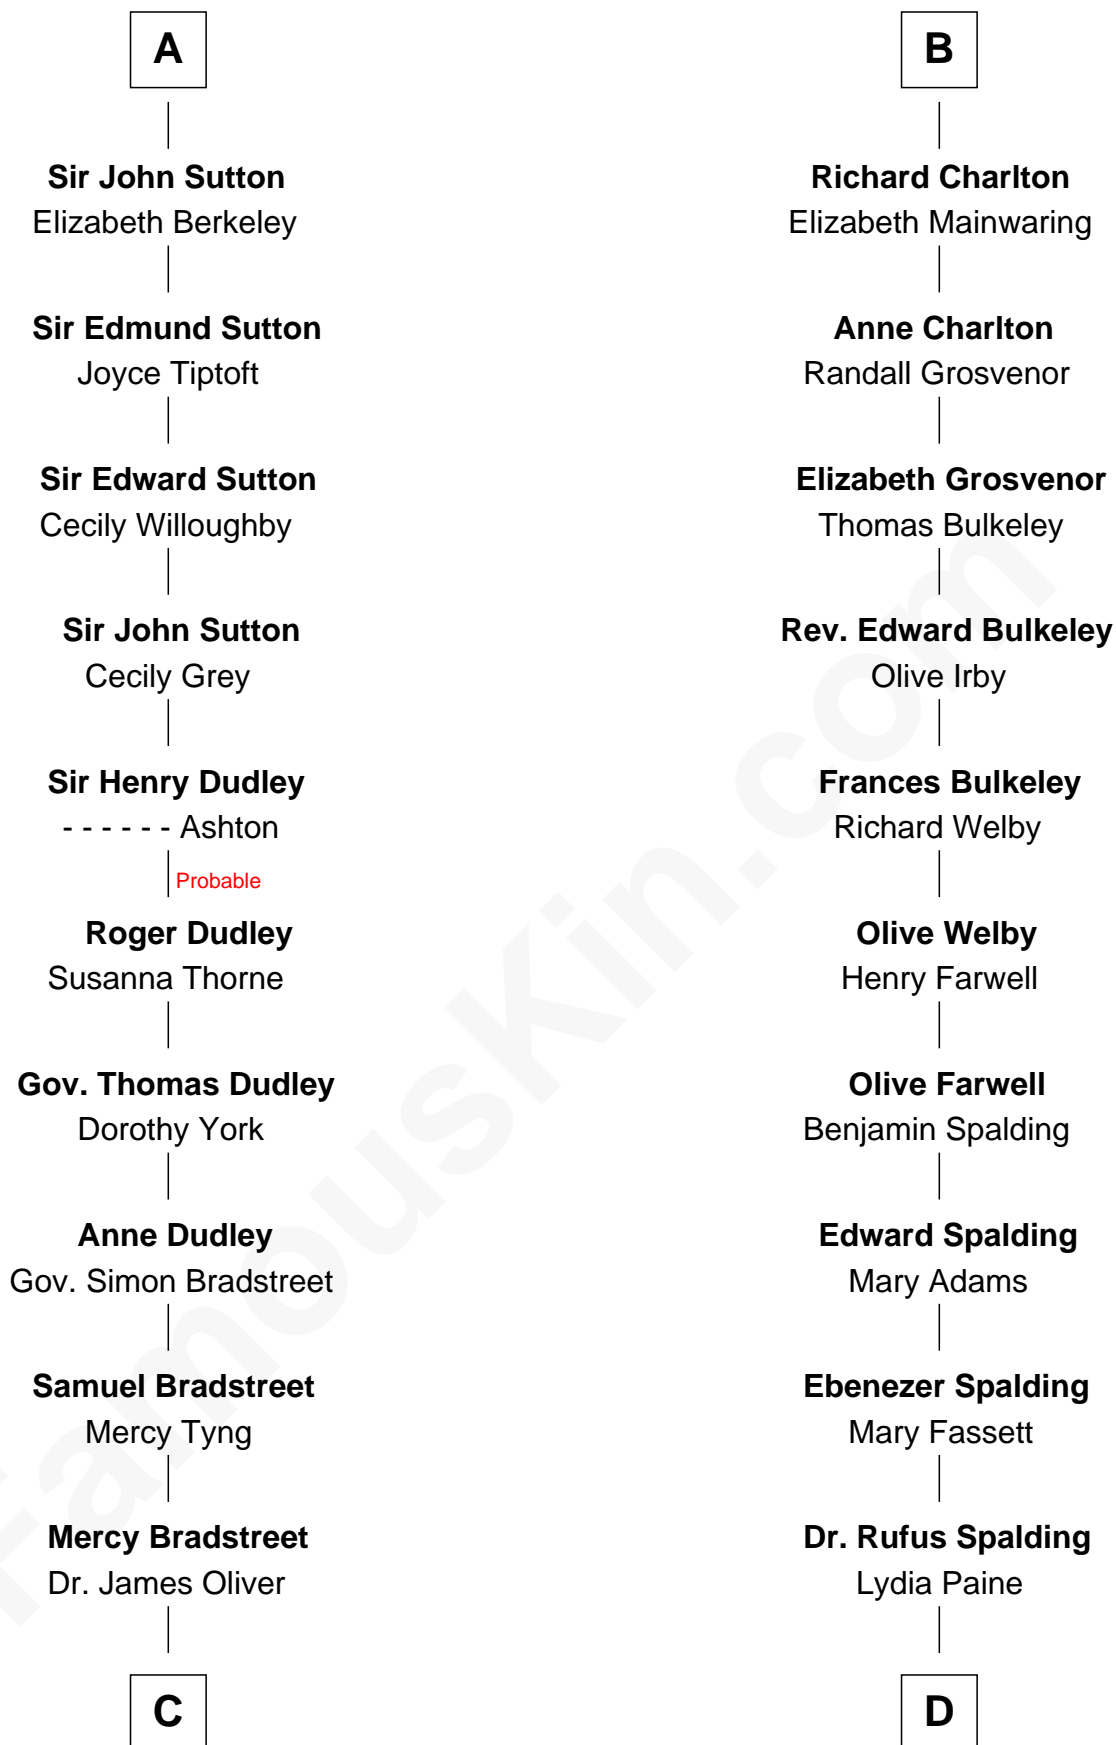 A
Sir John Sutton
Elizabeth Berkeley
Sir Edmund Sutton
Joyce Tiptoft
Sir Edward Sutton
Cecily Willoughby
Sir John Sutton
Cecily Grey
Sir Henry Dudley
- - - - - - Ashton
Probable
Roger Dudley
Susanna Thorne
Gov. Thomas Dudley
Dorothy York
Anne Dudley
Gov. Simon Bradstreet
Samuel Bradstreet
Mercy Tyng
Mercy Bradstreet
Dr. James Oliver
C
B
Richard Charlton
Elizabeth Mainwaring
Anne Charlton
Randall Grosvenor
Elizabeth Grosvenor
Thomas Bulkeley
Rev. Edward Bulkeley
Olive Irby
Frances Bulkeley
Richard Welby
Olive Welby
Henry Farwell
Olive Farwell
Benjamin Spalding
Edward Spalding
Mary Adams
Ebenezer Spalding
Mary Fassett
Dr. Rufus Spalding
Lydia Paine
D
FamousKin.com